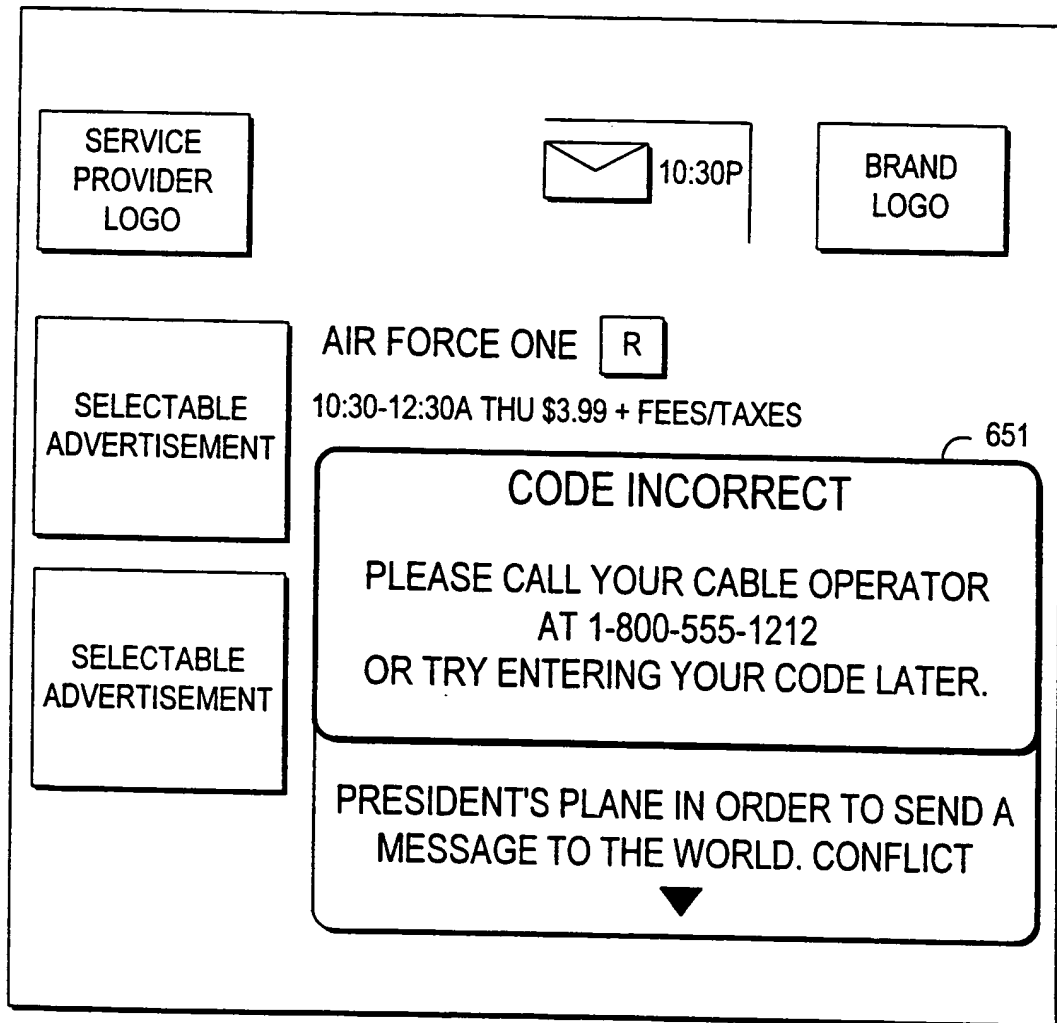 SERVICE
PROVIDER
LOGO
10:30P
BRAND
LOGO
AIR FORCE ONE R
10:30-12:30A THU $3.99 + FEES/TAXES
SELECTABLE
ADVERTISEMENT
651
CODE INCORRECT
PLEASE CALL YOUR CABLE OPERATOR
AT 1-800-555-1212
OR TRY ENTERING YOUR CODE LATER.
SELECTABLE
ADVERTISEMENT
PRESIDENT'S PLANE IN ORDER TO SEND A
MESSAGE TO THE WORLD. CONFLICT